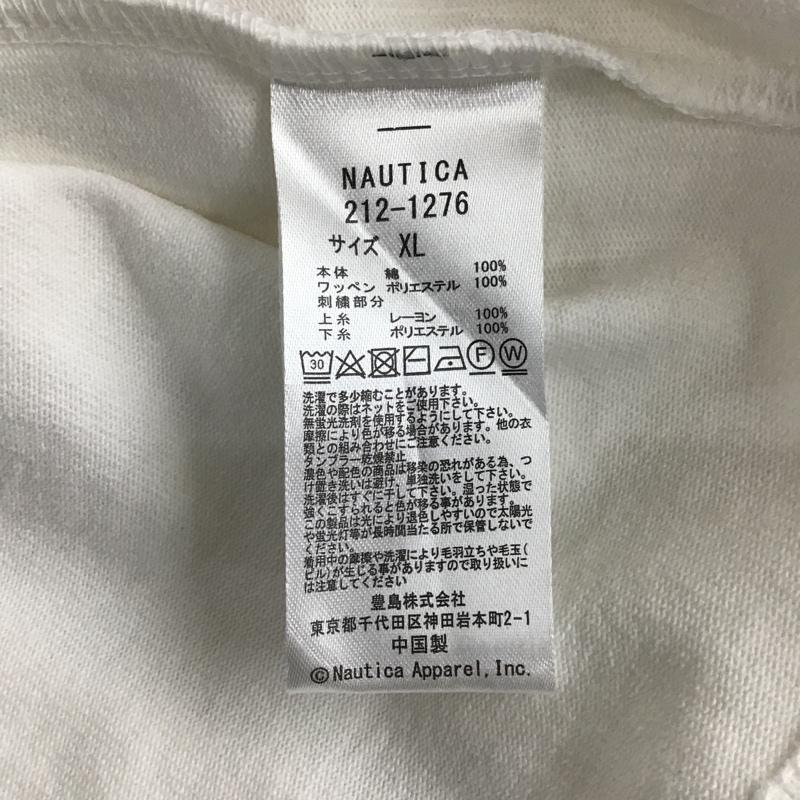 NAUTICA
212-1276
サイズ XL
本体 綿 100%
ワッペン ポリエステル 100%
刺繍部分
上糸 レーヨン 100%
下糸 ポリエステル 100%
30 F W
洗濯で多少縮むことがあります。
洗濯の際はネットをご使用下さい。
無蛍光洗剤を使用するようにして下さい。
摩擦により色が移る場合があります。他の衣
類との組み合わせにご注意ください。
タンブラー乾燥禁止
濃色や配色の商品は移染の恐れがある為、つ
け置き洗いは避け、単独洗いをして下さい。
洗濯後はすぐに干して下さい。湿った状態で
強くこすられると色が移る事があります。
この製品は光により退色しやすいので太陽光
や蛍光灯等が長時間当たる所で保管しないで
ください。
着用中の摩擦や洗濯により毛羽立ちや毛玉(
ピル)が生じる事がありますので取り扱いに
は注意してください
豊島株式会社
東京都千代田区神田岩本町2-1
中国製
©Nautica Apparel, Inc.